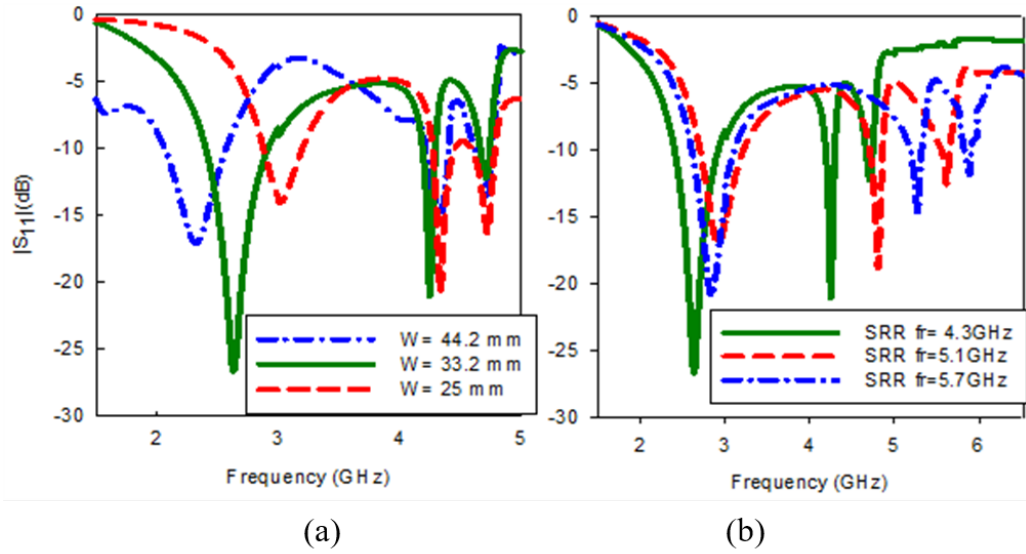 0
-5
-10
-15
-20
-25
-30
|S11|(dB)
W = 44.2 mm
W = 33.2 mm
W = 25 mm
2 3 4 5
Frequency (GHz)
(a)
0
-5
-10
-15
-20
-25
-30
SRR fr= 4.3GHz
SRR fr=5.1GHz
SRR fr=5.7GHz
2 3 4 5 6
Frequency (GHz)
(b)